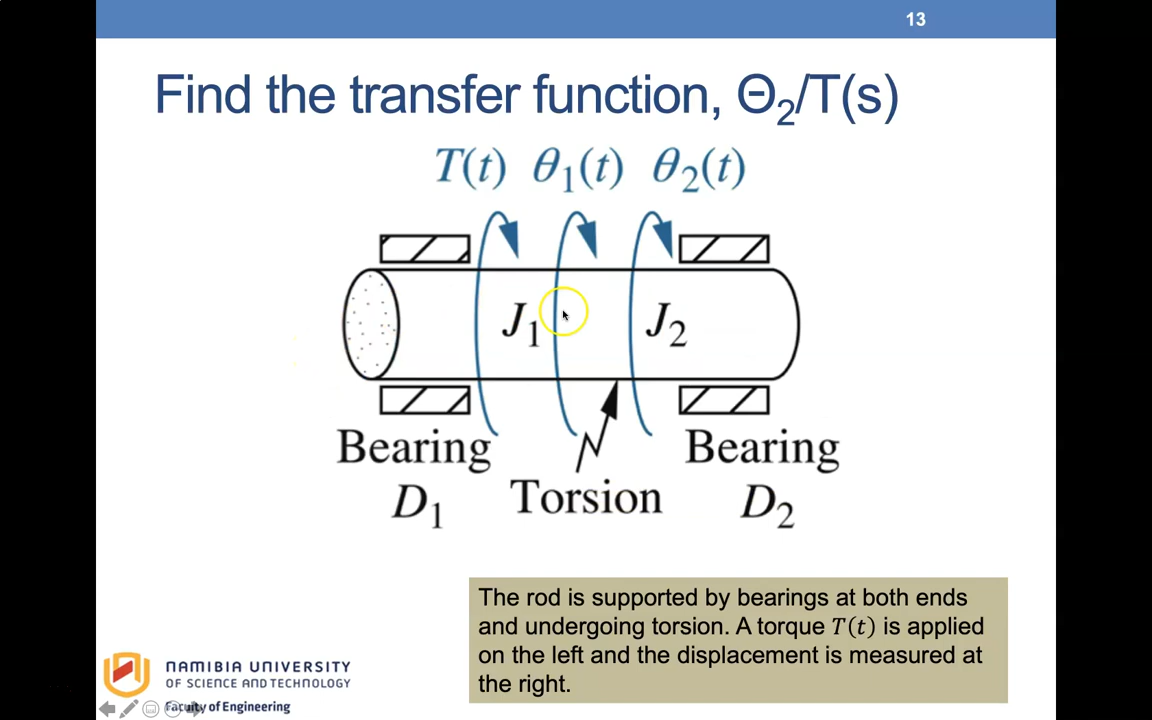 13
Find the transfer function, Θ₂/T(s)
T(t) θ₁(t) θ₂(t)
J₁ J₂
Bearing Bearing
D₁ Torsion D₂
The rod is supported by bearings at both ends
and undergoing torsion. A torque T(t) is applied
on the left and the displacement is measured at
the right.
NAMIBIA UNIVERSITY
OF SCIENCE AND TECHNOLOGY
Faculty of Engineering